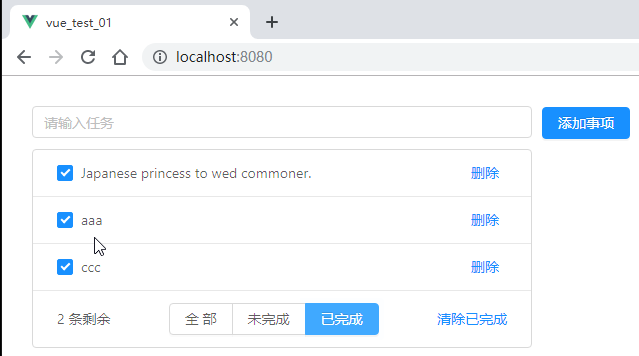 vue_test_01
localhost:8080
请输入任务 添加事项
Japanese princess to wed commoner. 删除
aaa 删除
ccc 删除
2 条剩余 全 部 未完成 已完成 清除已完成